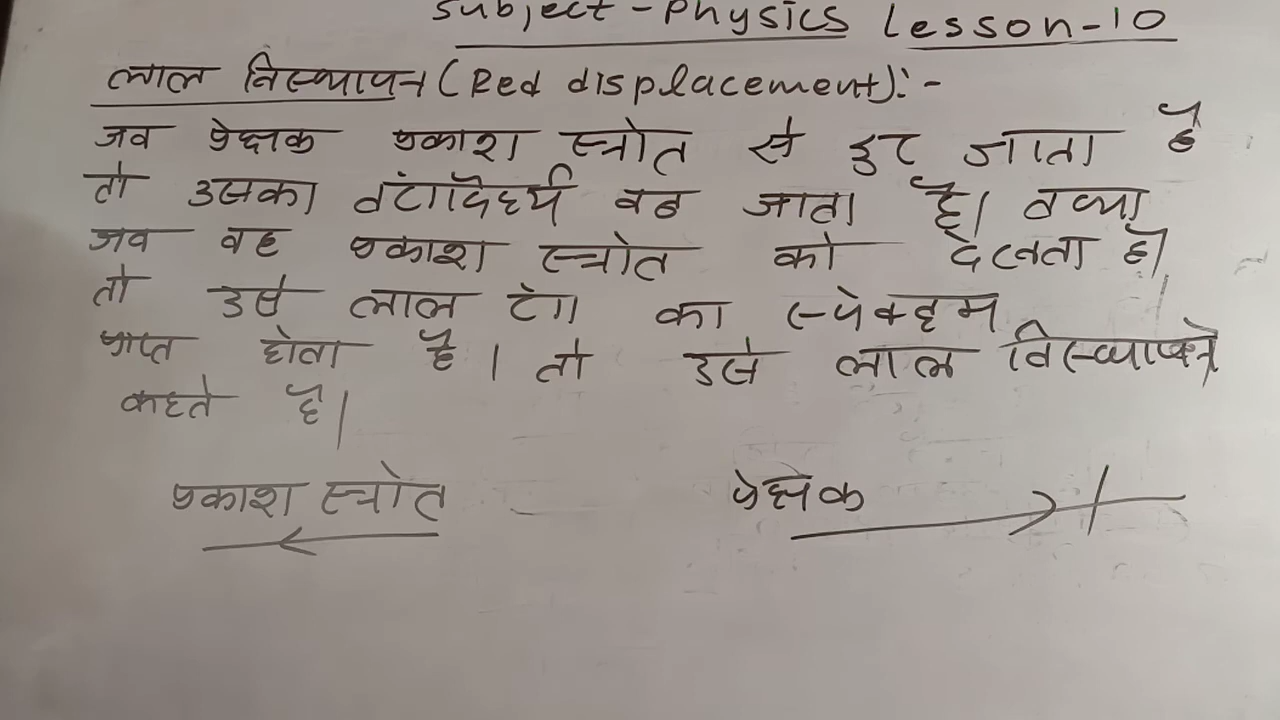 Subject - Physics Lesson-10
लाल विस्थापन (Red displacement):-
जब प्रेक्षक प्रकाश स्त्रोत से दुर जाता है
तो उसका तरंगदैर्ध्य बढ जाता है। तथा
जब वह प्रकाश स्त्रोत को देखता है।
तो उसे लाल रंग का स्पेक्ट्रम
प्राप्त होता है। तो उसे लाल विस्थापन
कहते है।
प्रकाश स्त्रोत प्रेक्षक